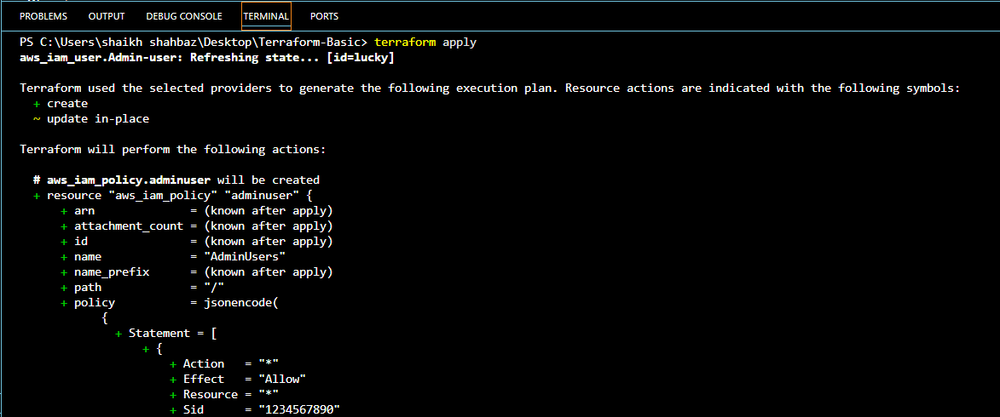 PROBLEMS OUTPUT DEBUG CONSOLE TERMINAL PORTS
PS C:\Users\shaikh shahbaz\Desktop\Terraform-Basic> terraform apply
aws_iam_user.Admin-user: Refreshing state... [id=lucky]
Terraform used the selected providers to generate the following execution plan. Resource actions are indicated with the following symbols:
+ create
~ update in-place
Terraform will perform the following actions:
# aws_iam_policy.adminuser will be created
+ resource "aws_iam_policy" "adminuser" {
+ arn = (known after apply)
+ attachment_count = (known after apply)
+ id = (known after apply)
+ name = "AdminUsers"
+ name_prefix = (known after apply)
+ path = "/"
+ policy = jsonencode(
{
+ Statement = [
+ {
+ Action = "*"
+ Effect = "Allow"
+ Resource = "*"
+ Sid = "1234567890"